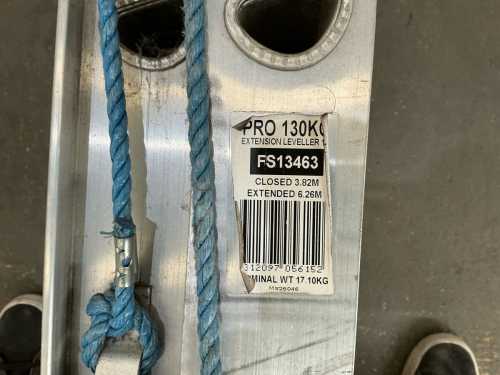 PRO 130KG
EXTENSION LEVELLER
FS13463
CLOSED 3.82M
EXTENDED 6.26M
312097 056152
MINAL WT 17.10KG